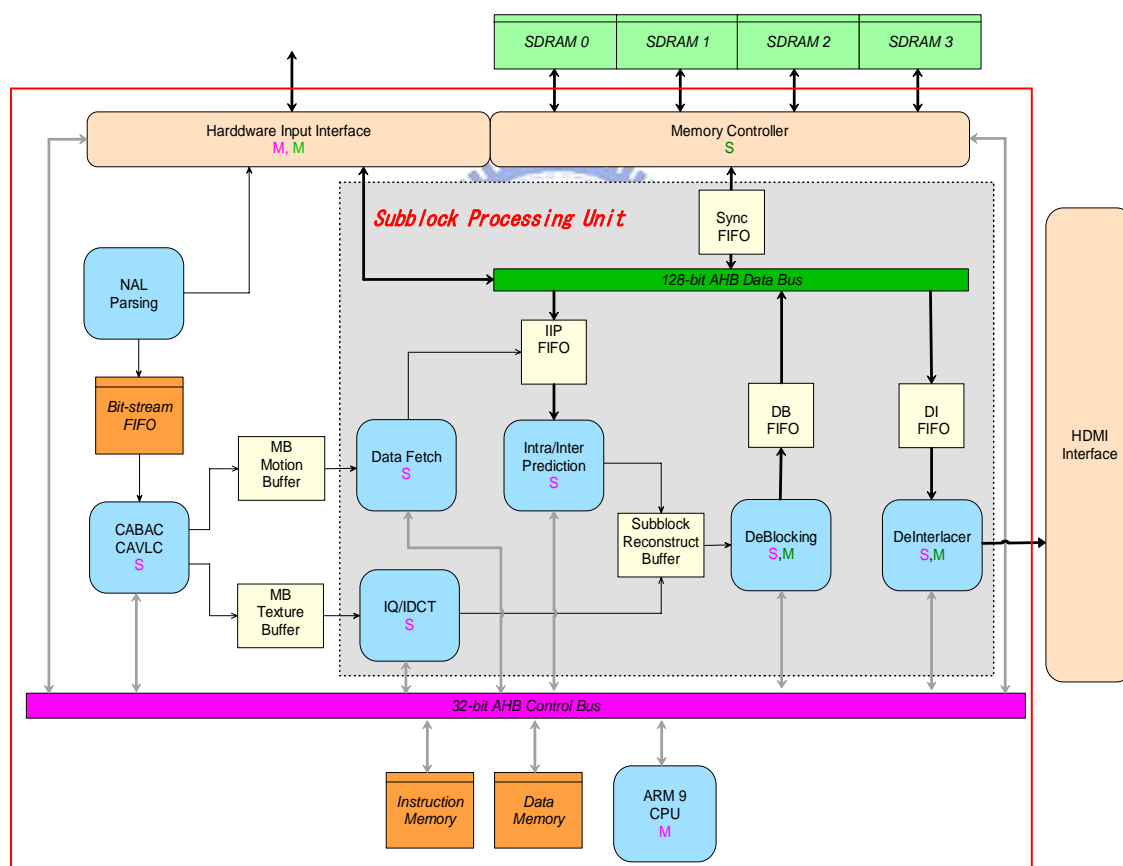 SDRAM 0
SDRAM 1
SDRAM 2
SDRAM 3
Harddware Input Interface
M, M
Memory Controller
S
Subblock Processing Unit
Sync
FIFO
NAL
Parsing
128-bit AHB Data Bus
IIP
FIFO
Bit-stream
FIFO
MB
Motion
Buffer
Data Fetch
S
Intra/Inter
Prediction
S
DB
FIFO
DI
FIFO
HDMI
Interface
CABAC
CAVLC
S
Subblock
Reconstruct
Buffer
DeBlocking
S,M
DeInterlacer
S,M
MB
Texture
Buffer
IQ/IDCT
S
32-bit AHB Control Bus
Instruction
Memory
Data
Memory
ARM 9
CPU
M